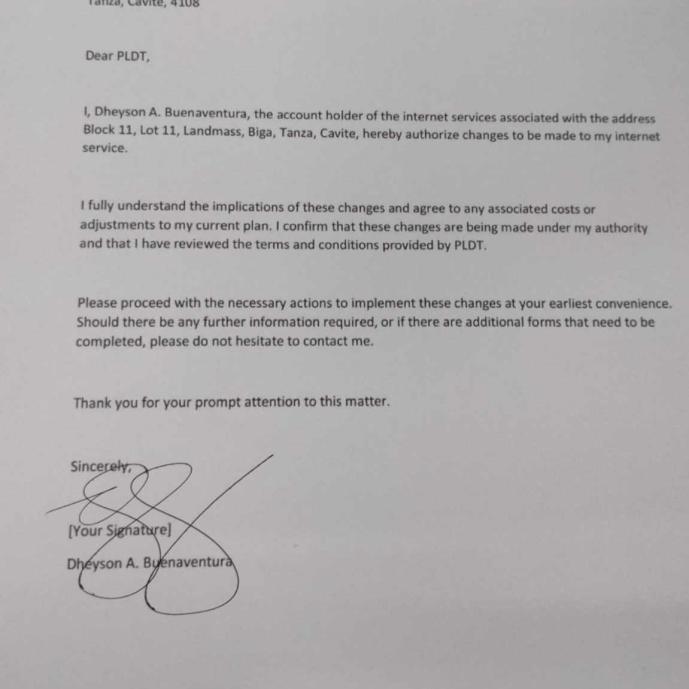 Tanza, Cavite, 4108
Dear PLDT,
I, Dheyson A. Buenaventura, the account holder of the internet services associated with the address
Block 11, Lot 11, Landmass, Biga, Tanza, Cavite, hereby authorize changes to be made to my internet
service.
I fully understand the implications of these changes and agree to any associated costs or
adjustments to my current plan. I confirm that these changes are being made under my authority
and that I have reviewed the terms and conditions provided by PLDT.
Please proceed with the necessary actions to implement these changes at your earliest convenience.
Should there be any further information required, or if there are additional forms that need to be
completed, please do not hesitate to contact me.
Thank you for your prompt attention to this matter.
Sincerely,
[Your Signature]
Dheyson A. Buenaventura